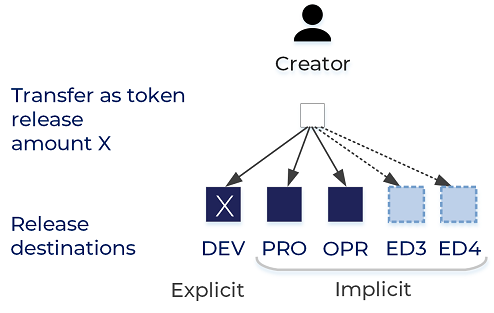 Creator
Transfer as token
release
amount X
X
Release
destinations
DEV PRO OPR ED3 ED4
Explicit Implicit